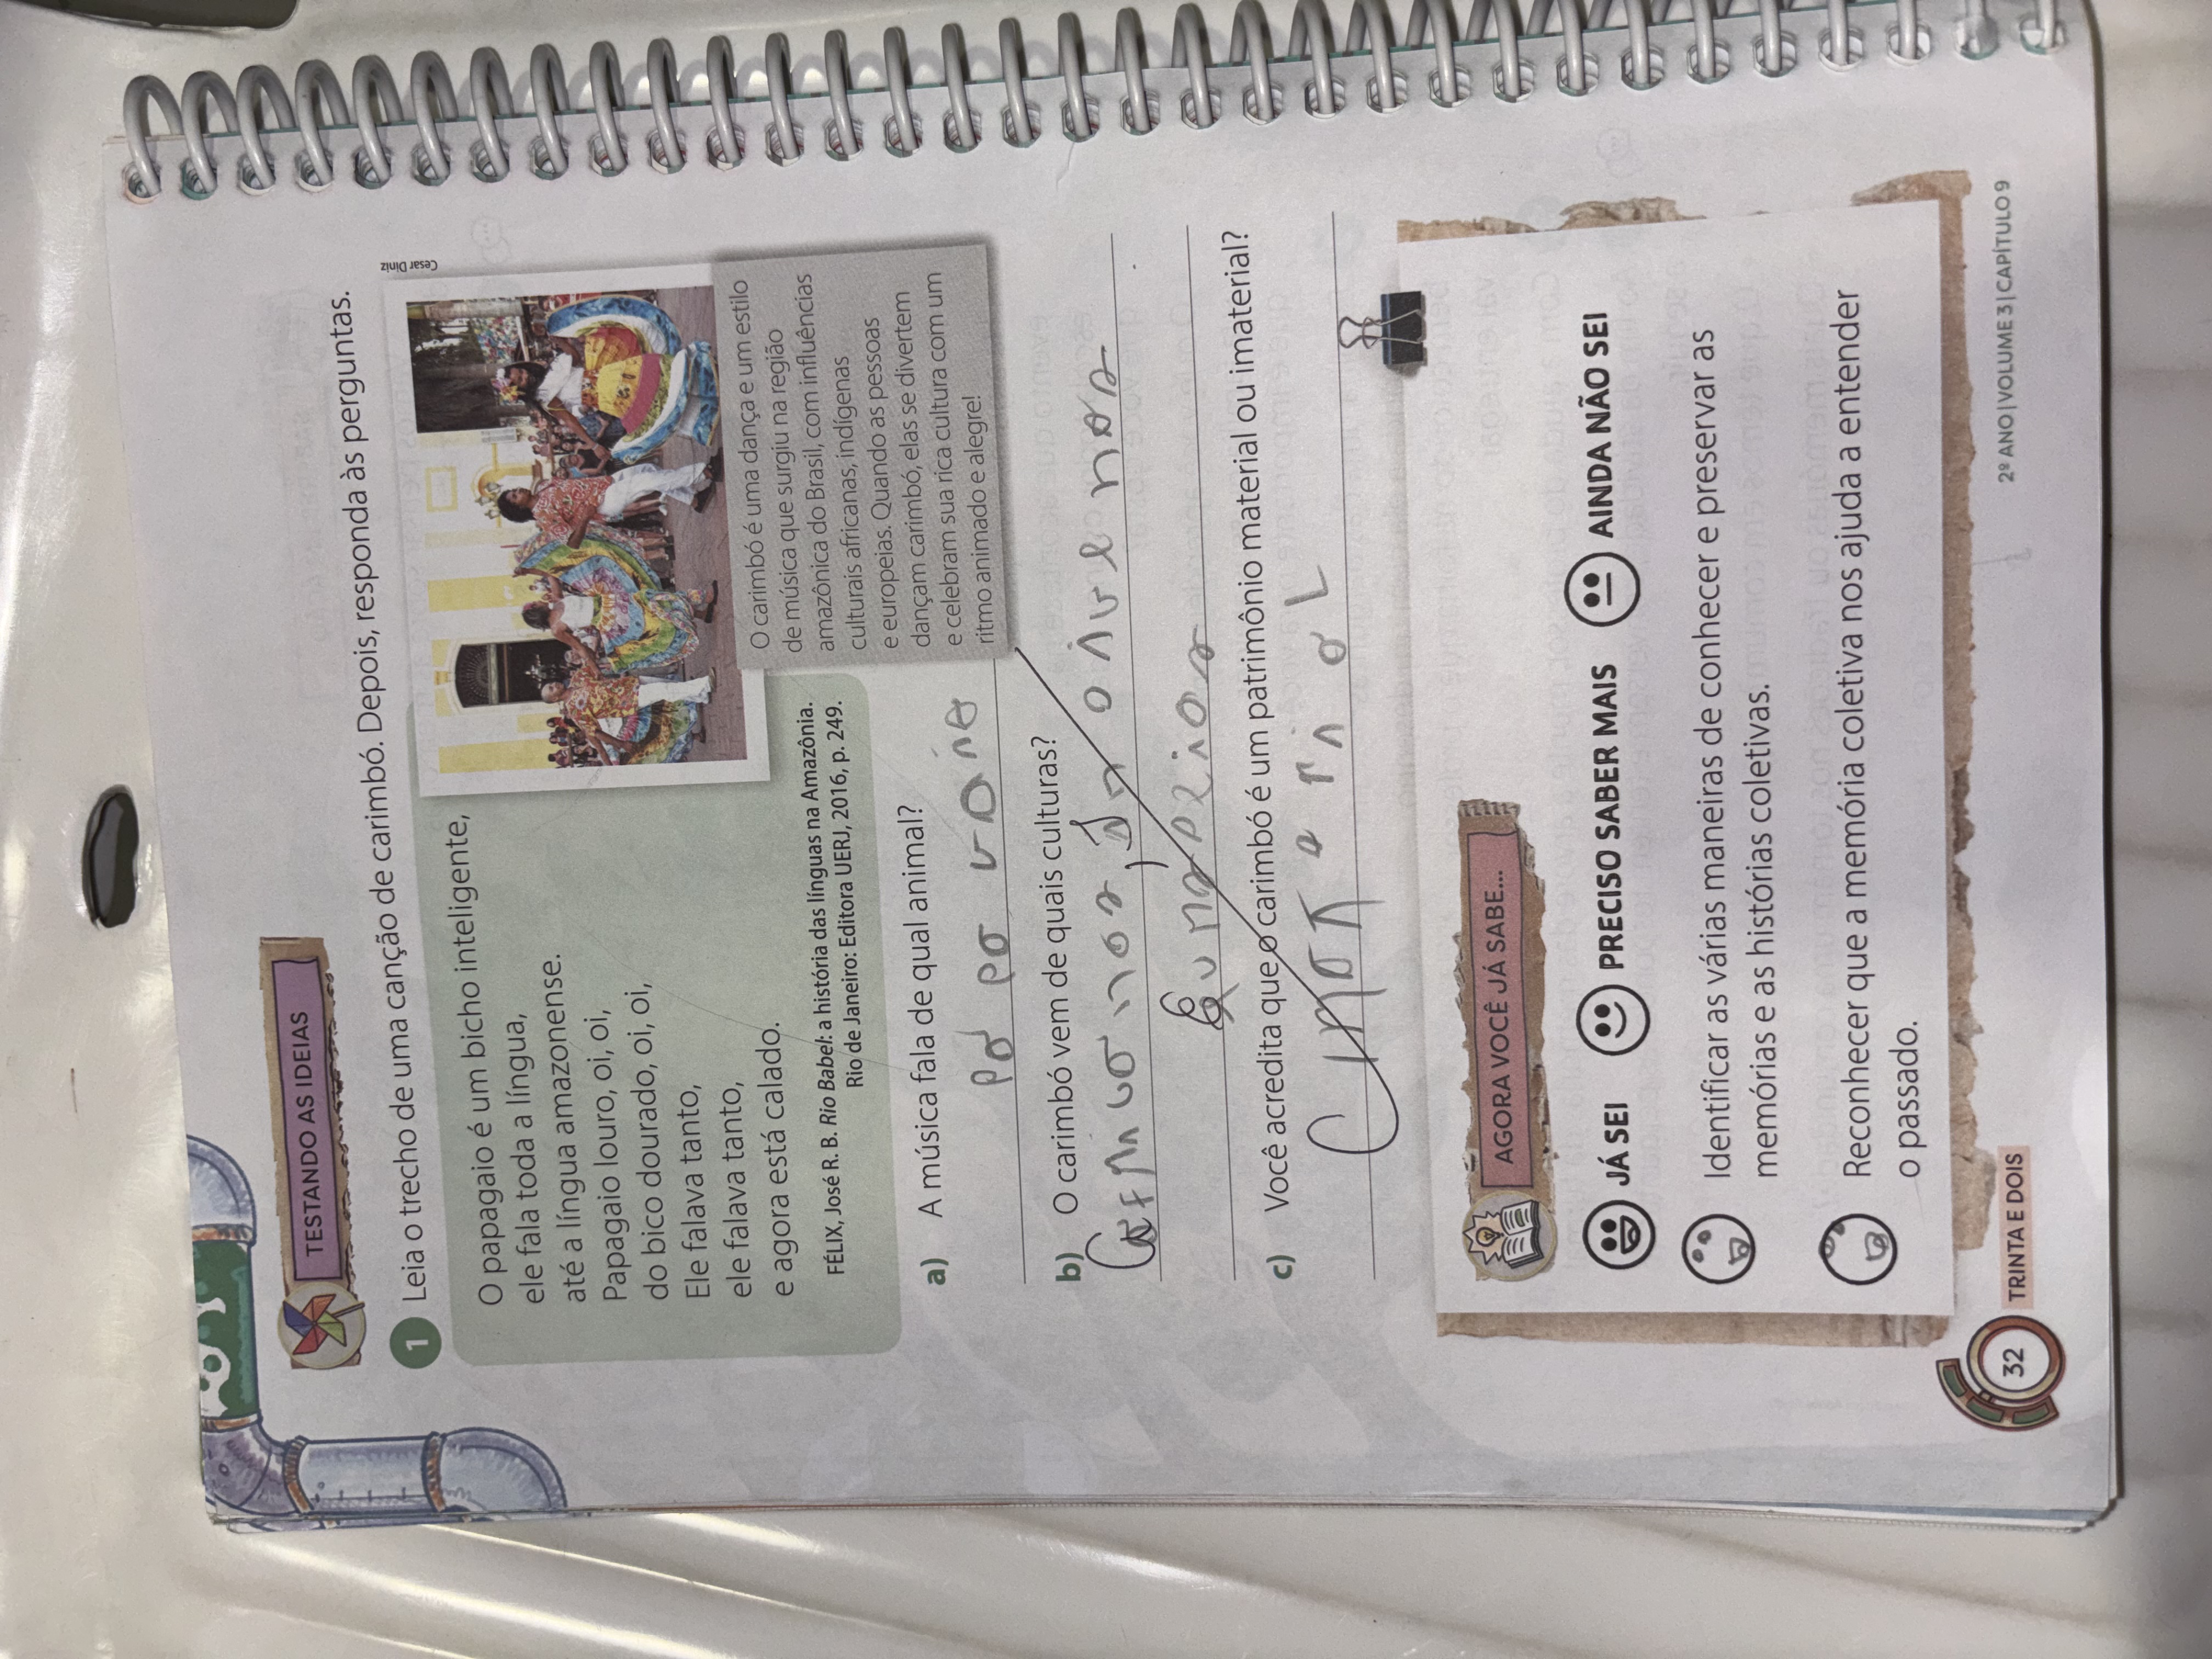 TESTANDO AS IDEIAS
1 Leia o trecho de uma canção de carimbó. Depois, responda às perguntas.
O papagaio é um bicho inteligente,
ele fala toda a língua,
até a língua amazonense.
Papagaio louro, oi, oi,
do bico dourado, oi, oi,
Ele falava tanto,
ele falava tanto,
e agora está calado.
FÉLIX, José R. B. Rio Babel: a história das línguas na Amazônia.
Rio de Janeiro: Editora UERJ, 2016, p. 249.
Cesar Diniz
O carimbó é uma dança e um estilo
de música que surgiu na região
amazônica do Brasil, com influências
culturais africanas, indígenas
e europeias. Quando as pessoas
dançam carimbó, elas se divertem
e celebram sua rica cultura com um
ritmo animado e alegre!
a) A música fala de qual animal?
b) O carimbó vem de quais culturas?
c) Você acredita que o carimbó é um patrimônio material ou imaterial?
AGORA VOCÊ JÁ SABE...
JÁ SEI PRECISO SABER MAIS AINDA NÃO SEI
Identificar as várias maneiras de conhecer e preservar as
memórias e as histórias coletivas.
Reconhecer que a memória coletiva nos ajuda a entender
o passado.
32 TRINTA E DOIS
2º ANO | VOLUME 3 | CAPÍTULO 9